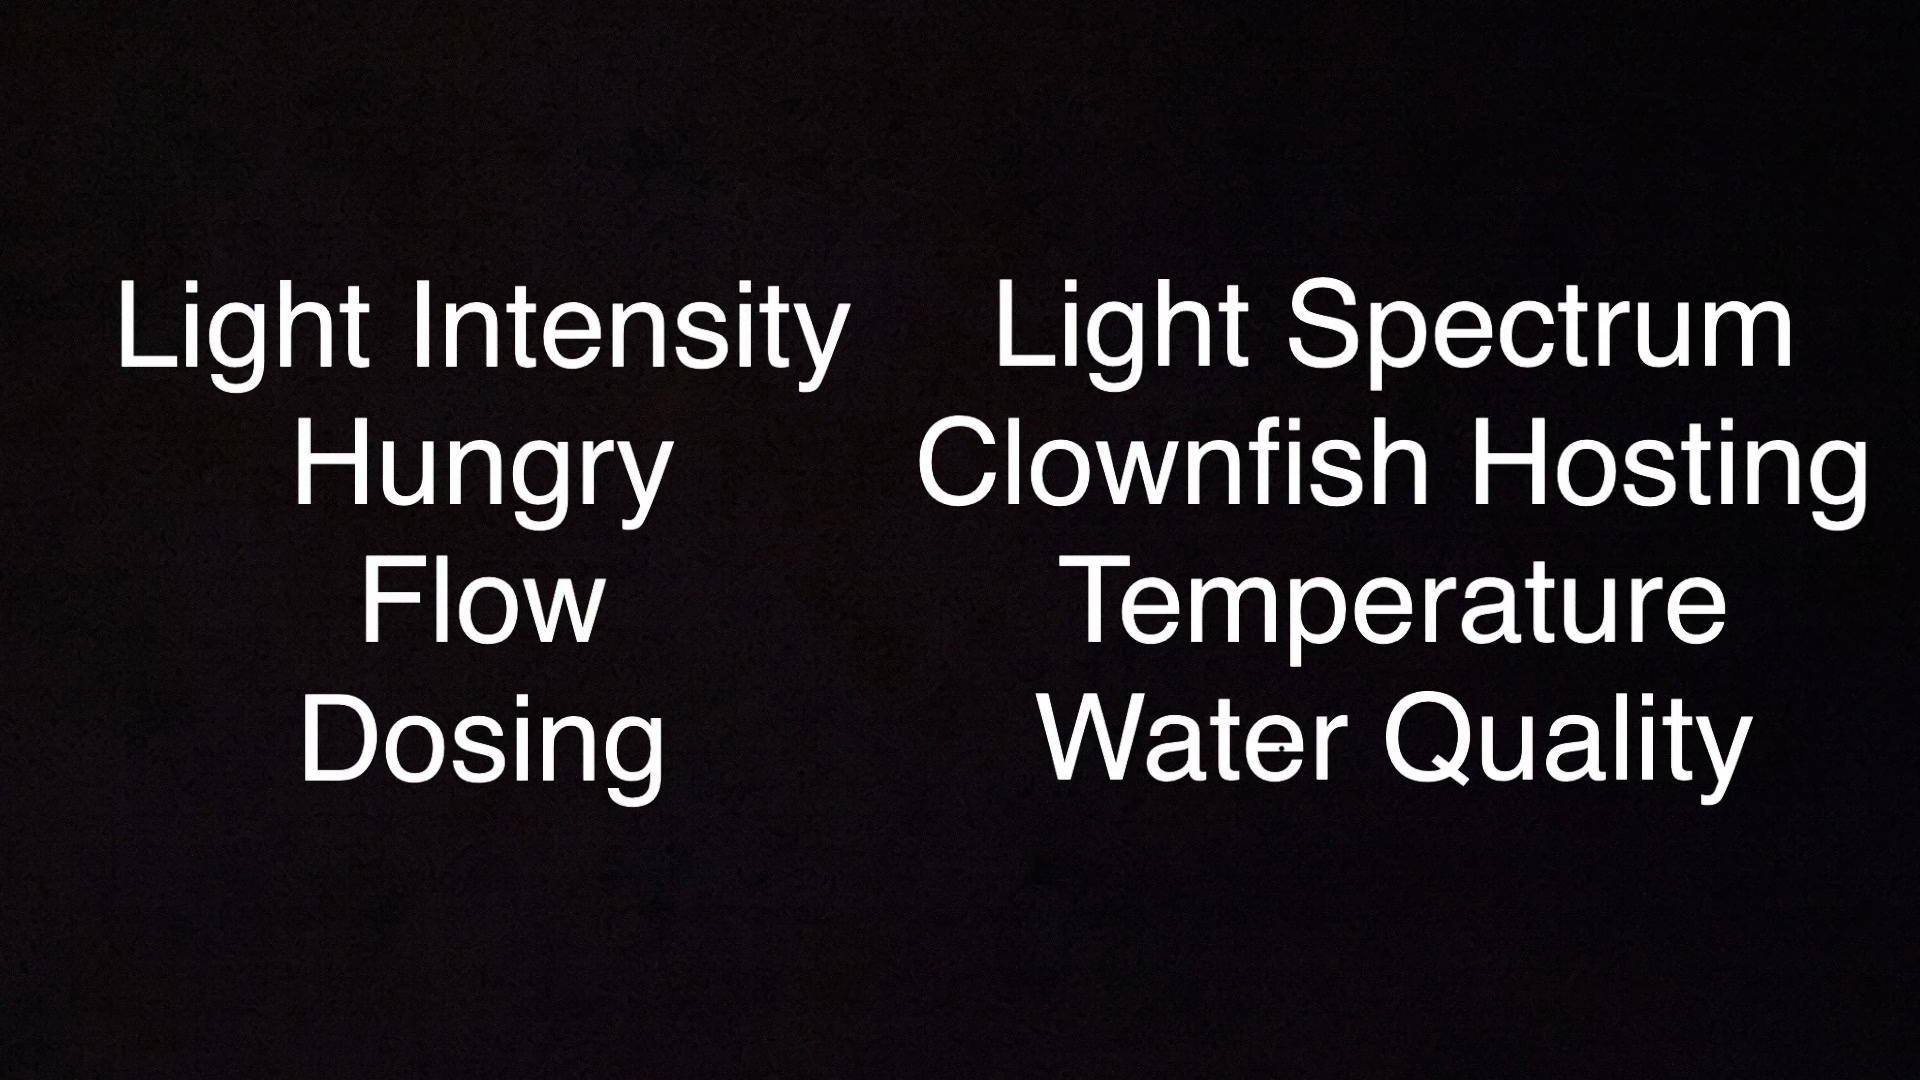 Light Intensity
Hungry
Flow
Dosing
Light Spectrum
Clownfish Hosting
Temperature
Water Quality